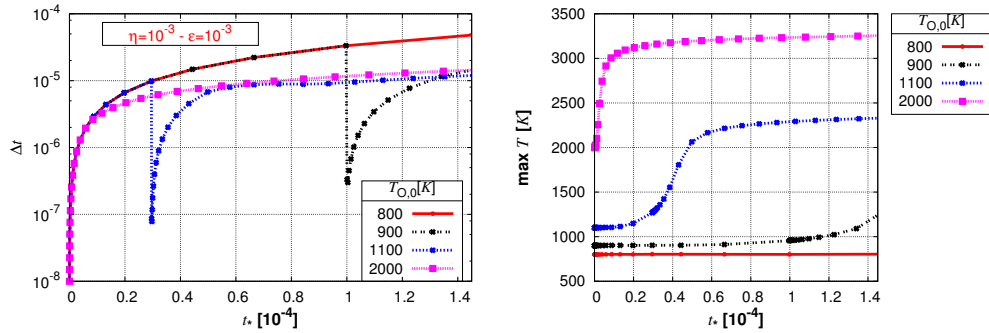 η=10⁻³ - ε=10⁻³
10⁻⁴
10⁻⁵
10⁻⁶
10⁻⁷
10⁻⁸
Δt
0 0.2 0.4 0.6 0.8 1 1.2 1.4
t⋆ [10⁻⁴]
T_O,0[K]
800
900
1100
2000
3500
3000
2500
2000
1500
1000
500
max T [K]
0 0.2 0.4 0.6 0.8 1 1.2 1.4
t⋆ [10⁻⁴]
T_O,0[K]
800
900
1100
2000